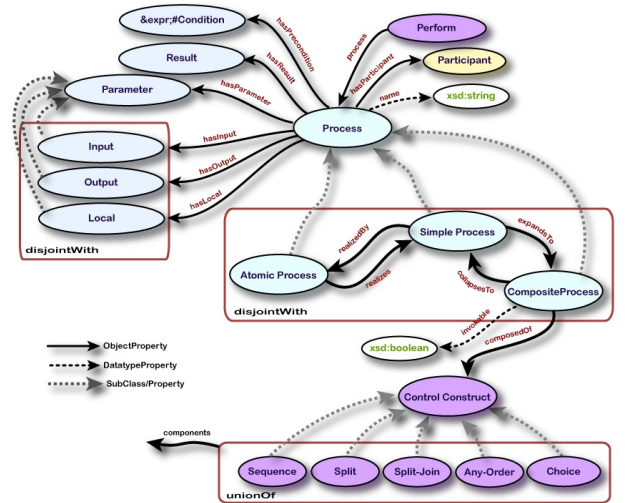 &expr;#Condition
hasPrecondition
process
Perform
Result
hasResult
hasParticipant
Participant
Parameter
hasParameter
name
xsd:string
Process
Input
hasInput
Output
hasOutput
Local
hasLocal
disjointWith
realizedBy
Simple Process
expandsTo
Atomic Process
realizes
collapsesTo
CompositeProcess
disjointWith
invokable
xsd:boolean
composedOf
ObjectProperty
DatatypeProperty
SubClass/Property
Control Construct
components
Sequence
Split
Split-Join
Any-Order
Choice
unionOf